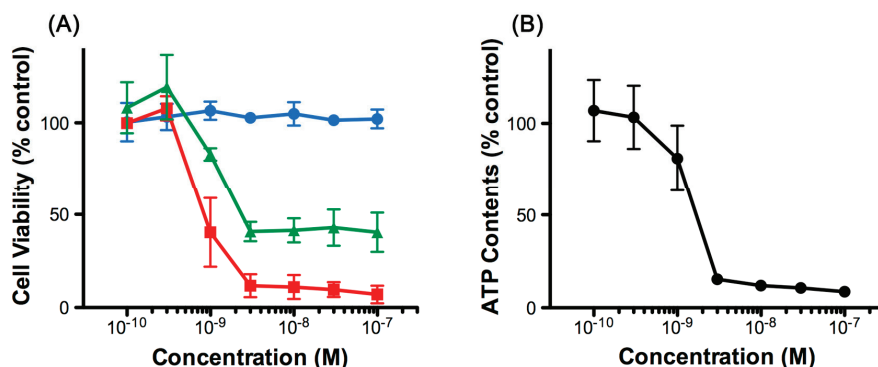 (A)
Cell Viability (% control)
100
50
0
10⁻¹⁰
10⁻⁹
10⁻⁸
10⁻⁷
Concentration (M)
(B)
ATP Contents (% control)
100
50
0
10⁻¹⁰
10⁻⁹
10⁻⁸
10⁻⁷
Concentration (M)